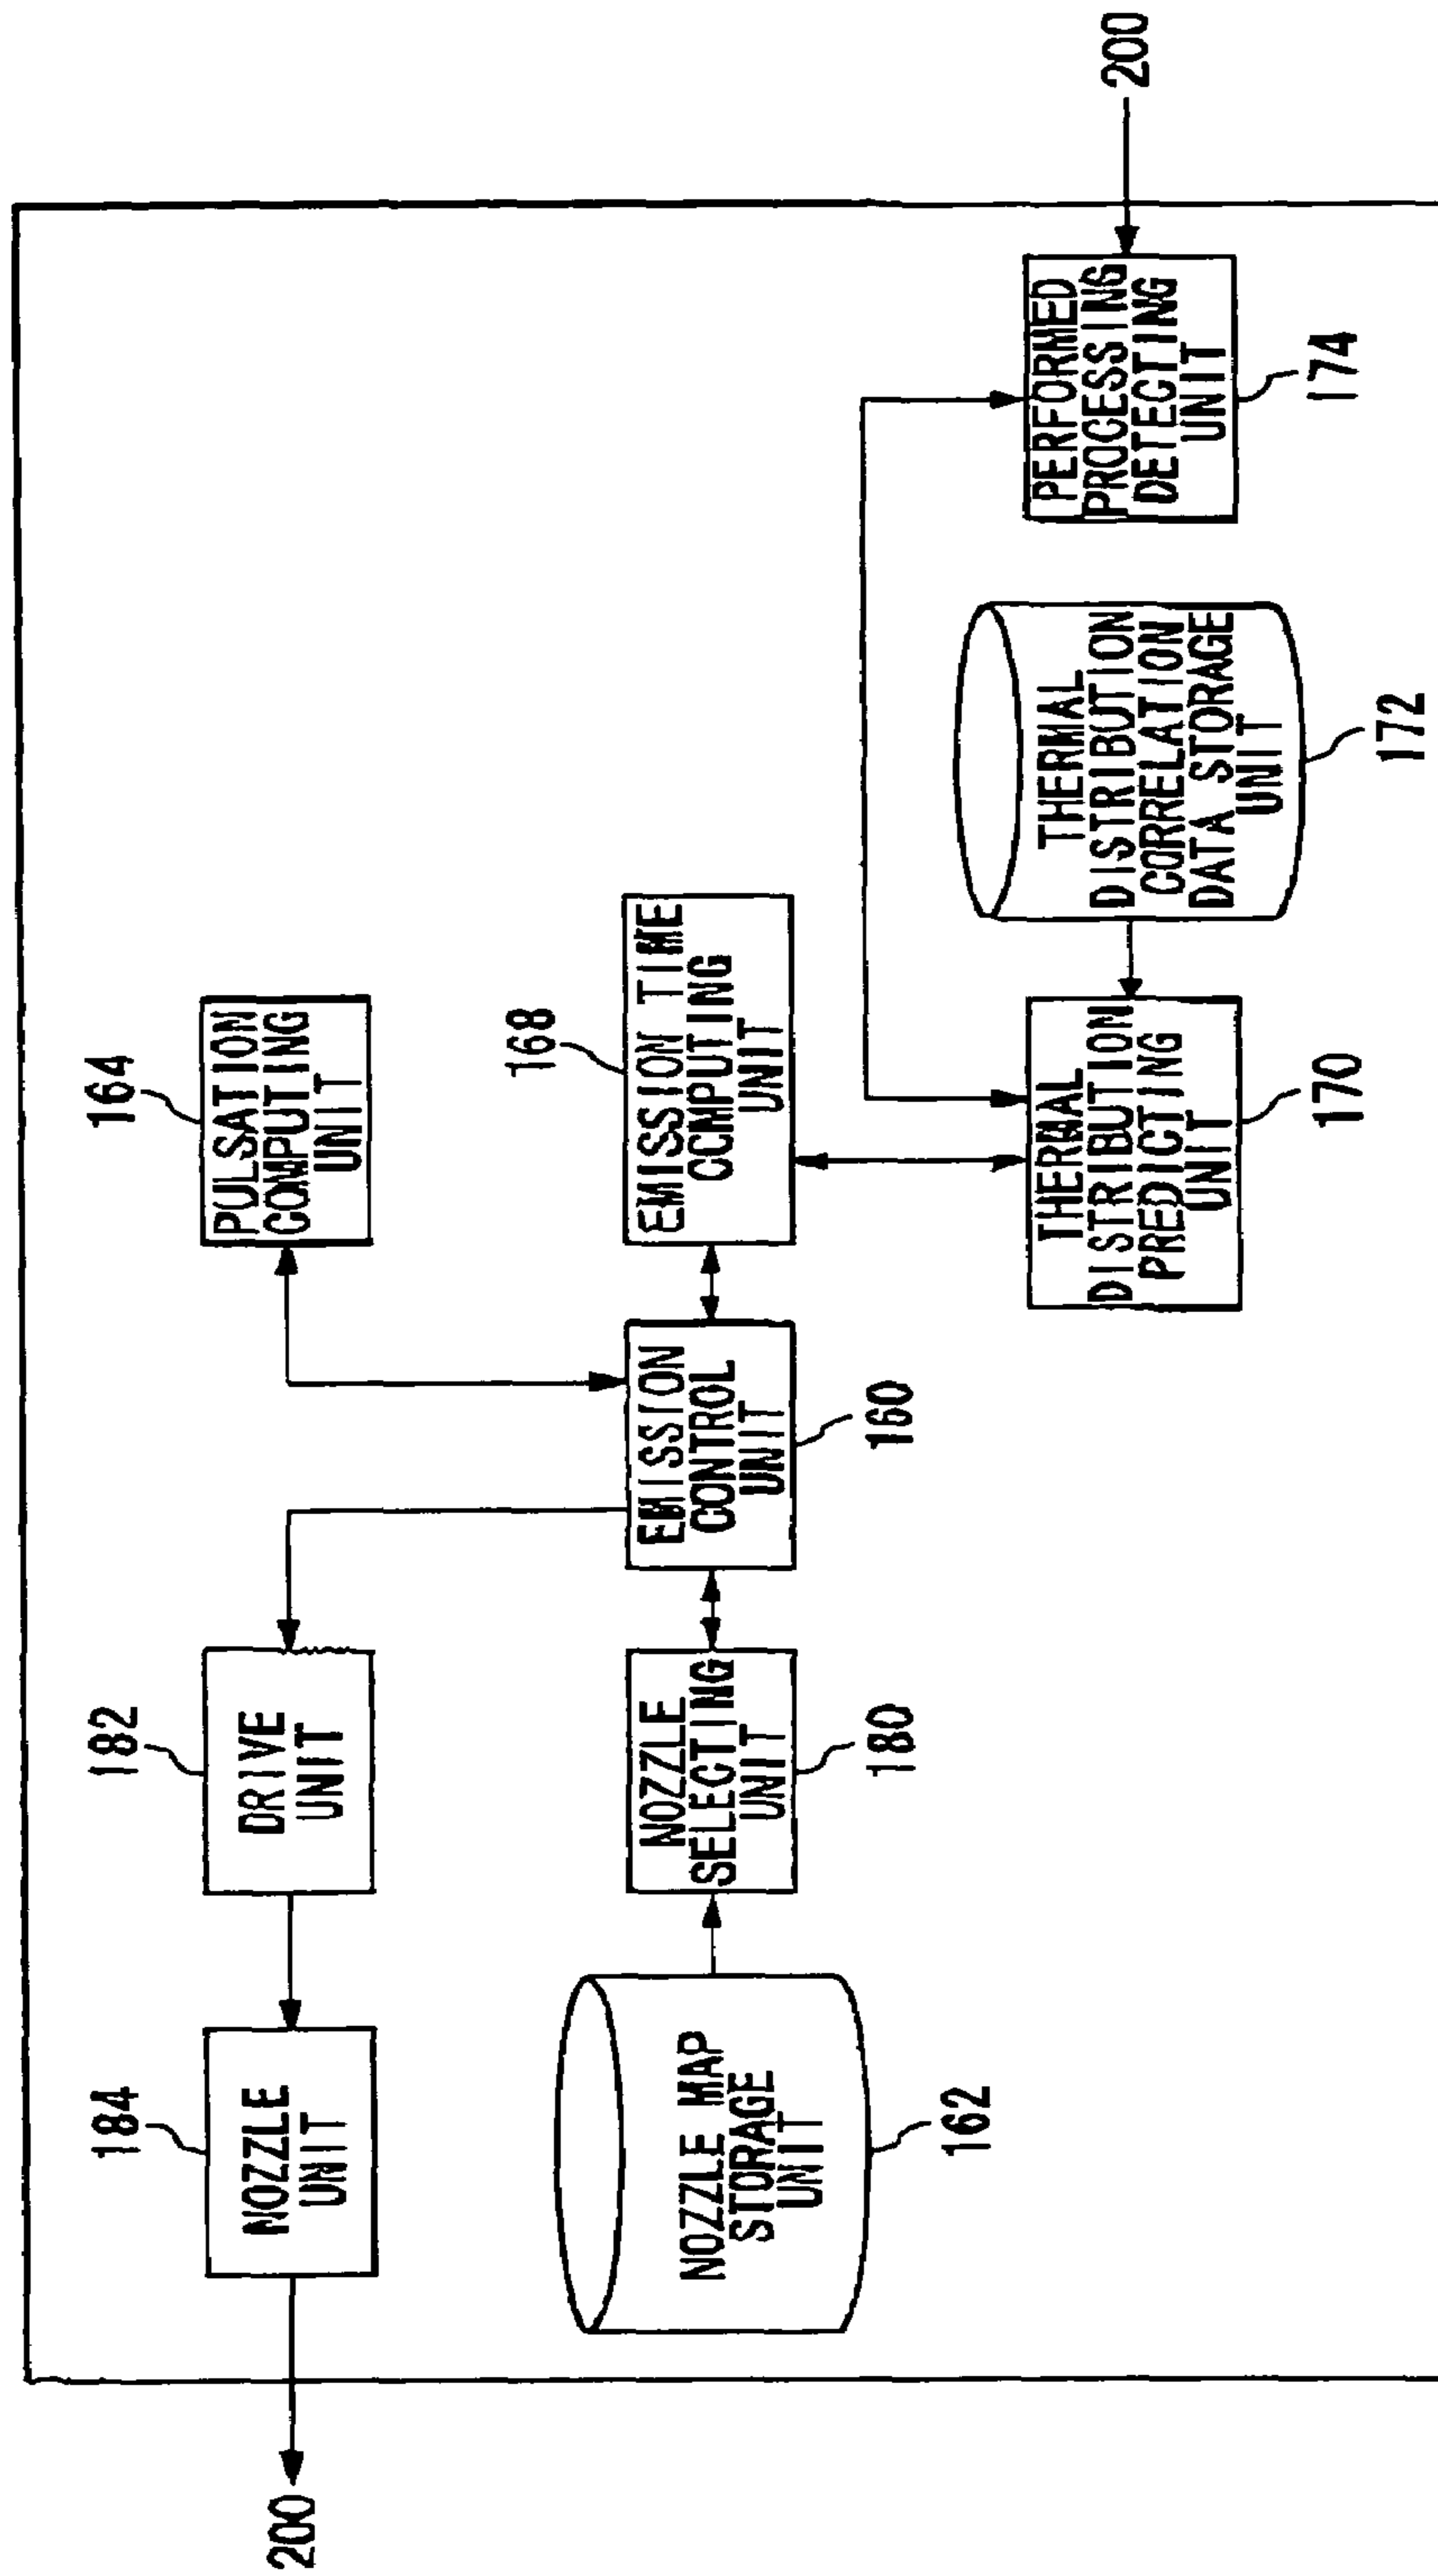 200
184
NOZZLE
UNIT
182
DRIVE
UNIT
164
PULSATION
COMPUTING
UNIT
NOZZLE MAP
STORAGE
UNIT
162
NOZZLE
SELECTING
UNIT
180
EMISSION
CONTROL
UNIT
160
168
EMISSION TIME
COMPUTING
UNIT
THERMAL
DISTRIBUTION
PREDICTING
UNIT
170
THERMAL
DISTRIBUTION
CORRELATION
DATA STORAGE
UNIT
172
PERFORMED
PROCESSING
DETECTING
UNIT
174
200